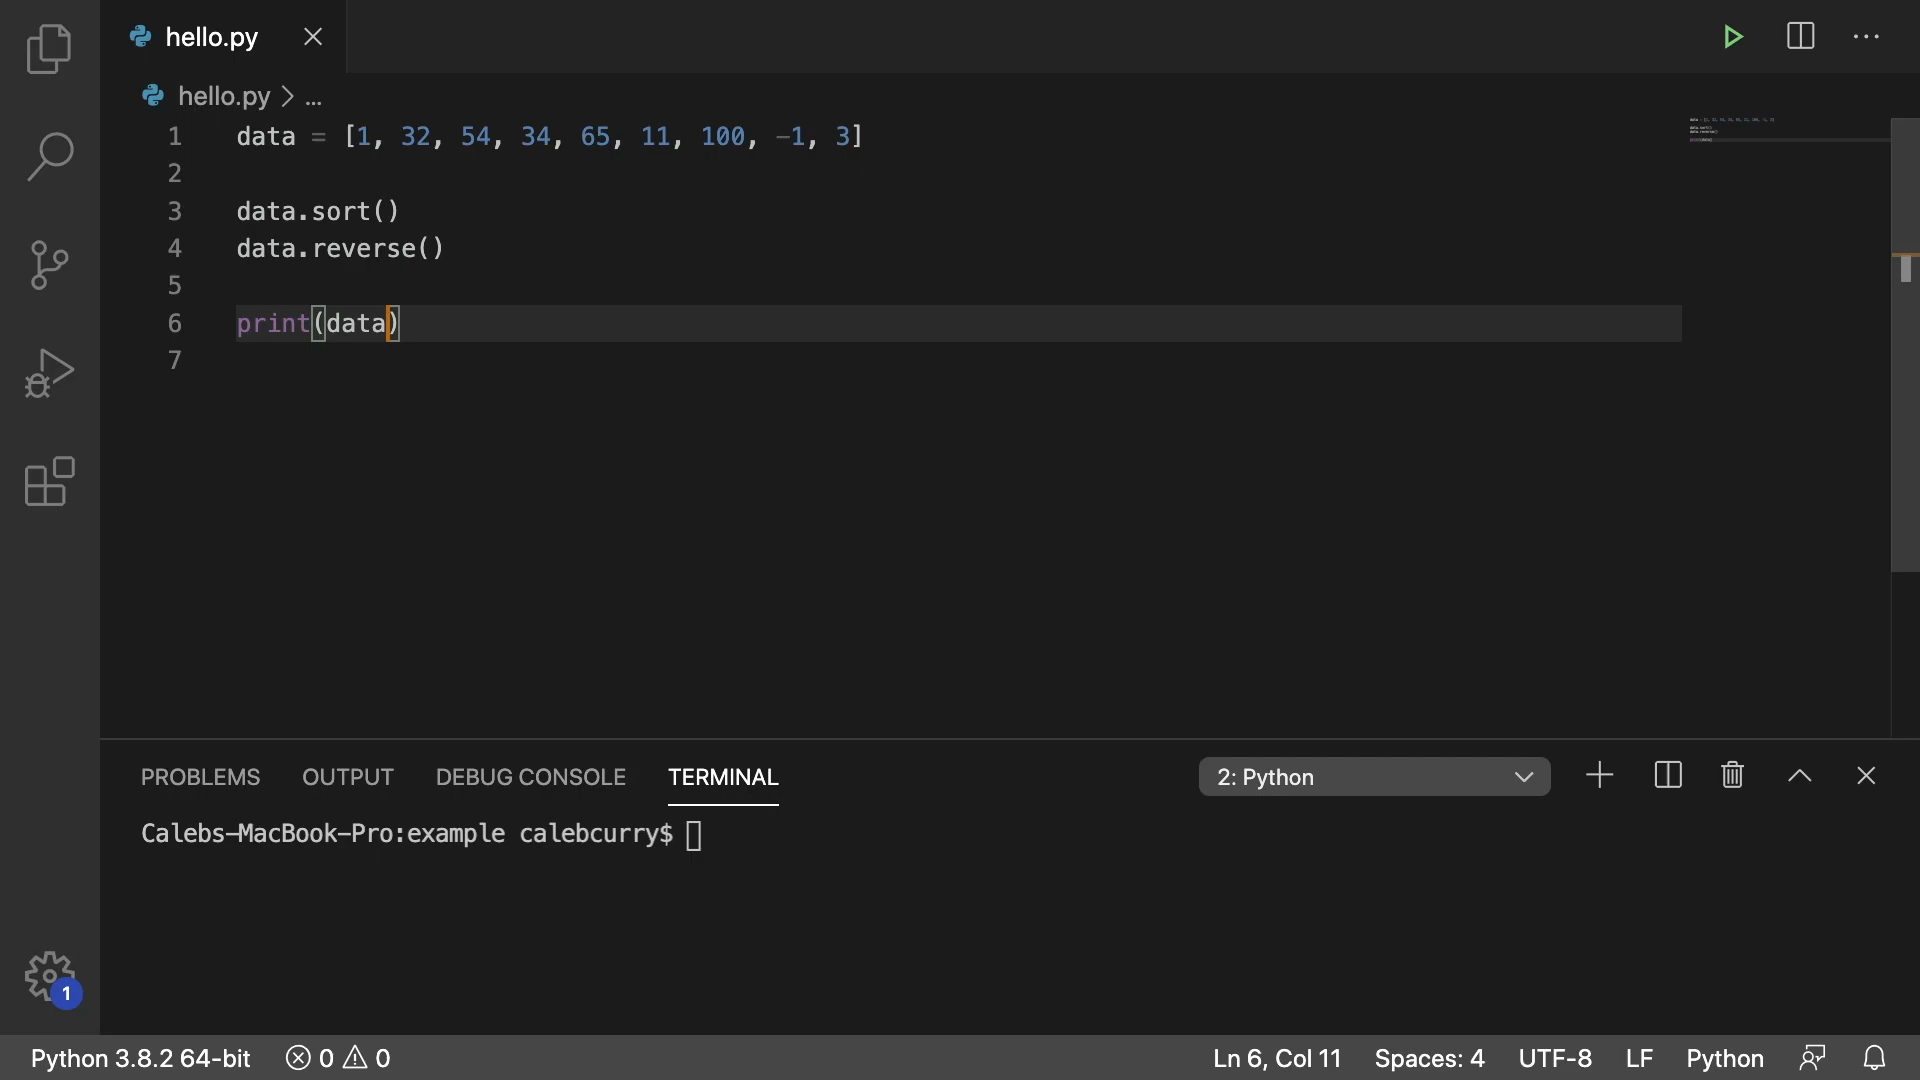 hello.py
hello.py > ...
1 data = [1, 32, 54, 34, 65, 11, 100, -1, 3]
2
3 data.sort()
4 data.reverse()
5
6 print(data)
7
PROBLEMS OUTPUT DEBUG CONSOLE TERMINAL 2: Python
Calebs-MacBook-Pro:example calebcurry$
1
Python 3.8.2 64-bit 0 0 Ln 6, Col 11 Spaces: 4 UTF-8 LF Python